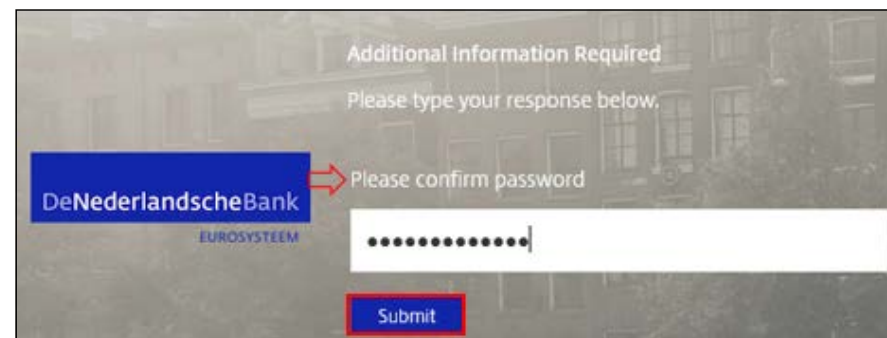 Additional Information Required
Please type your response below.
Please confirm password
DeNederlandscheBank
EUROSYSTEEM
•••••••••••••
Submit